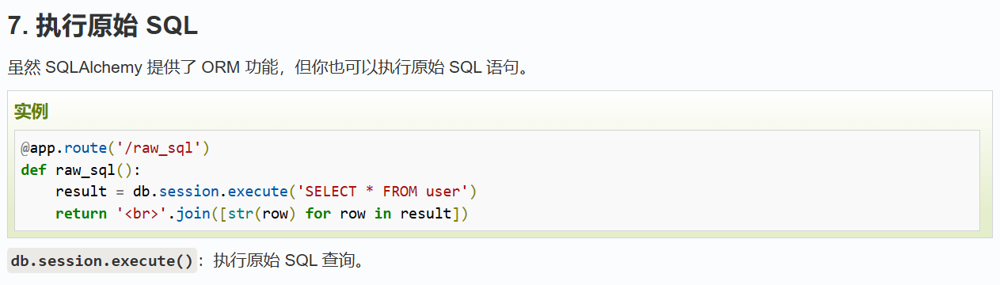 7. 执行原始 SQL
虽然 SQLAlchemy 提供了 ORM 功能，但你也可以执行原始 SQL 语句。
实例
@app.route('/raw_sql')
def raw_sql():
    result = db.session.execute('SELECT * FROM user')
    return '<br>'.join([str(row) for row in result])
db.session.execute()：执行原始 SQL 查询。